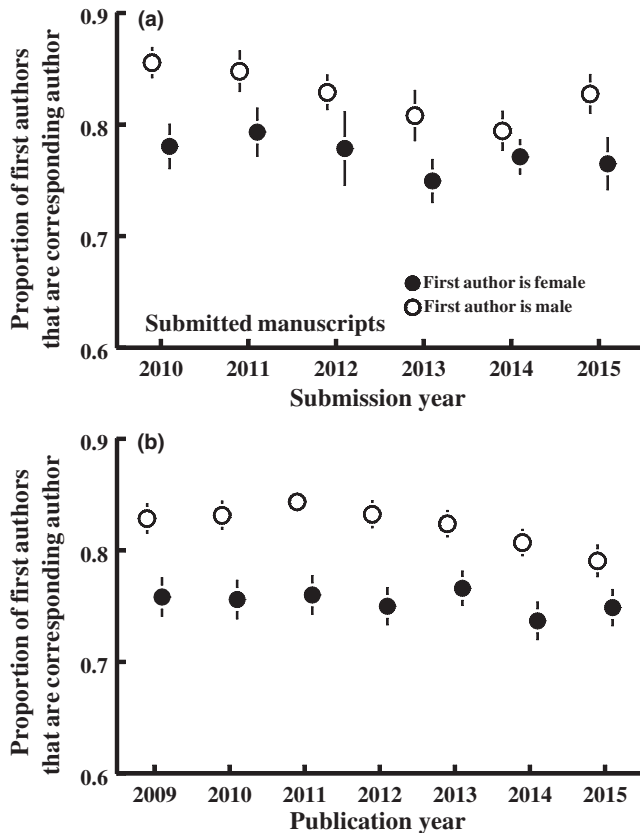 (a)
0.9
0.8
0.7
0.6
Proportion of first authors
that are corresponding author
First author is female
First author is male
Submitted manuscripts
2010 2011 2012 2013 2014 2015
Submission year
(b)
0.9
0.8
0.7
0.6
Proportion of first authors
that are corresponding author
2009 2010 2011 2012 2013 2014 2015
Publication year